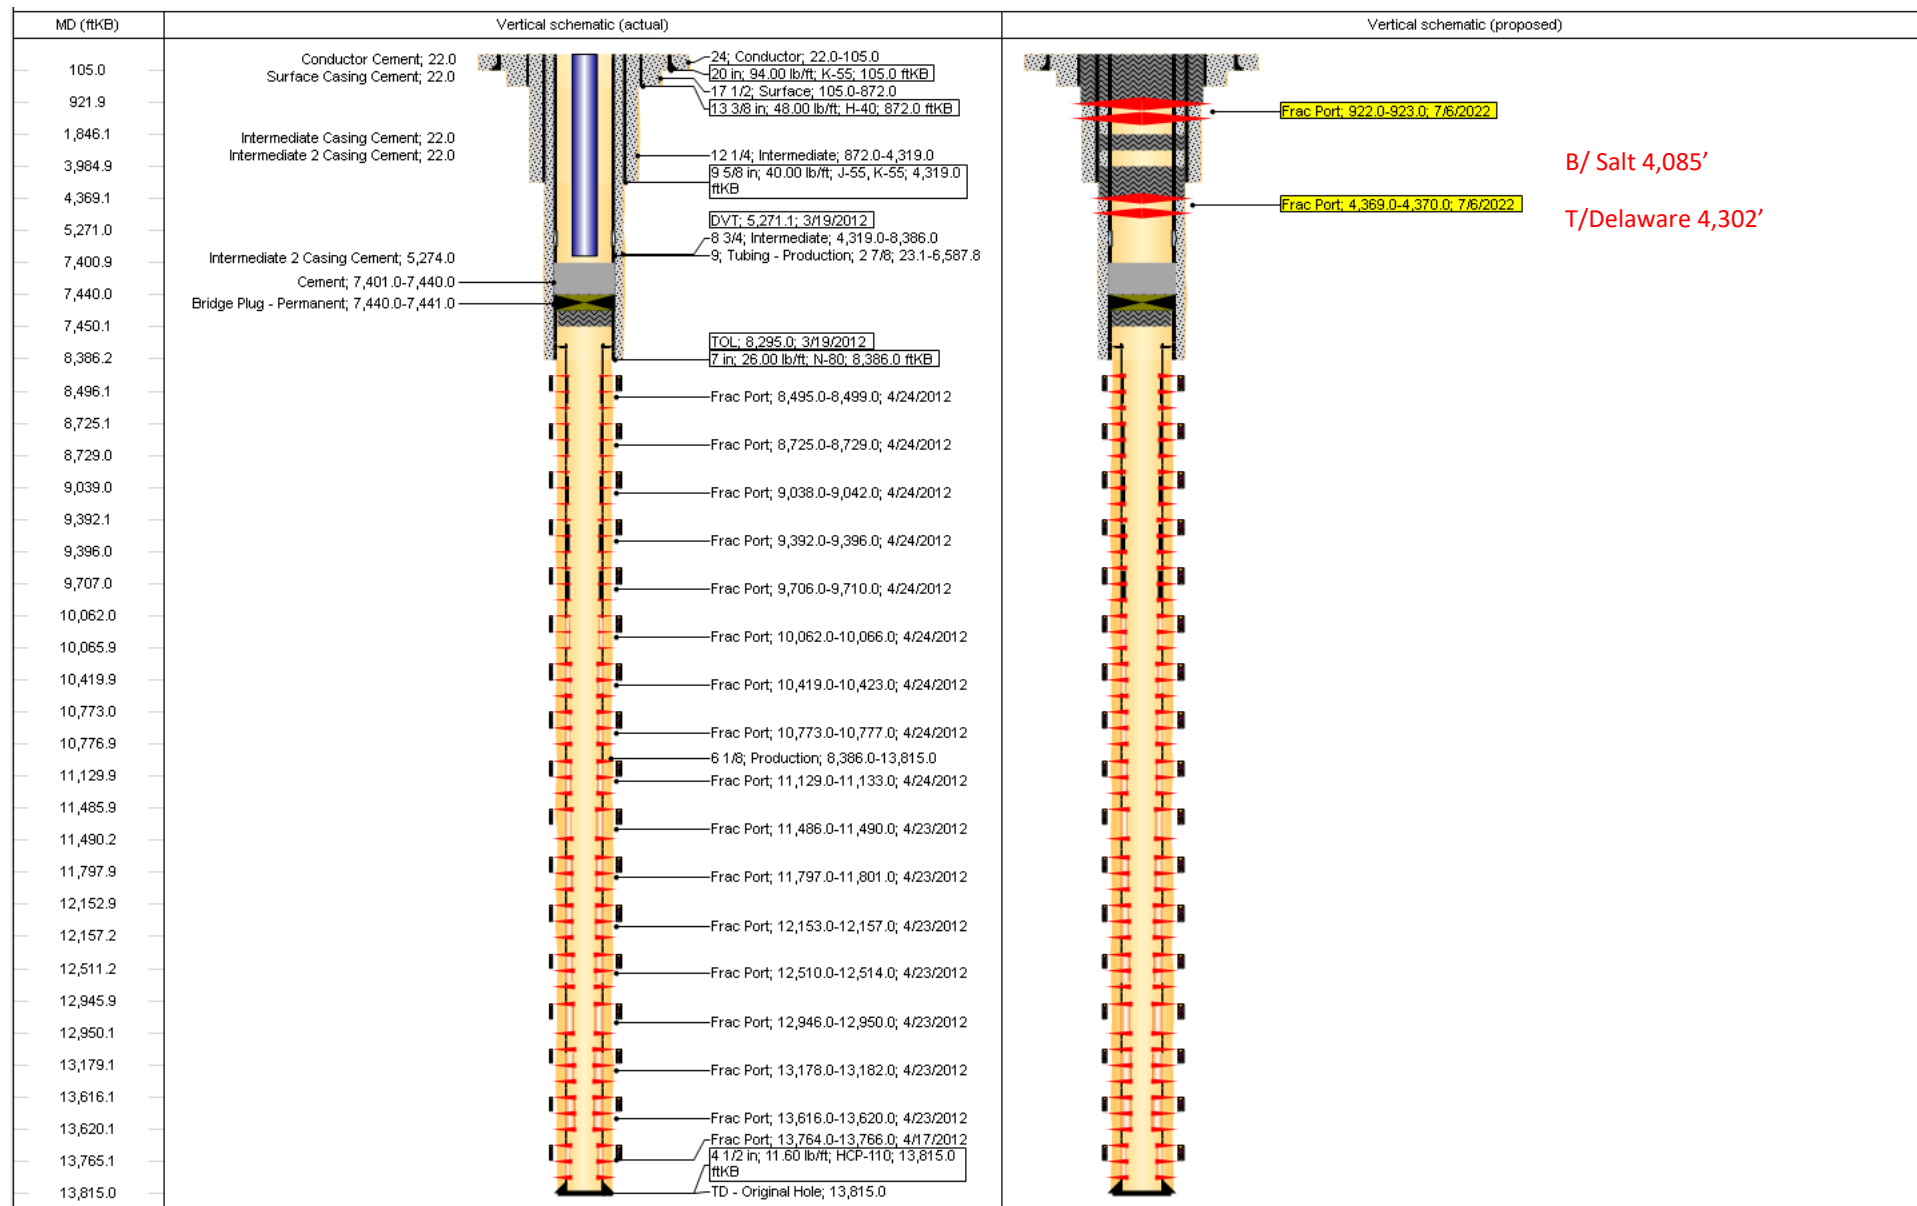 MD (ftKB)
Vertical schematic (actual)
Vertical schematic (proposed)
105.0
921.9
1,846.1
3,984.9
4,369.1
5,271.0
7,400.9
7,440.0
7,450.1
8,386.2
8,496.1
8,725.1
8,729.0
9,039.0
9,392.1
9,396.0
9,707.0
10,062.0
10,065.9
10,419.9
10,773.0
10,776.9
11,129.9
11,485.9
11,490.2
11,797.9
12,152.9
12,157.2
12,511.2
12,945.9
12,950.1
13,179.1
13,616.1
13,620.1
13,765.1
13,815.0
Conductor Cement; 22.0
Surface Casing Cement; 22.0
Intermediate Casing Cement; 22.0
Intermediate 2 Casing Cement; 22.0
Intermediate 2 Casing Cement; 5,274.0
Cement; 7,401.0-7,440.0
Bridge Plug - Permanent; 7,440.0-7,441.0
24; Conductor; 22.0-105.0
20 in; 94.00 lb/ft; K-55; 105.0 ftKB
17 1/2; Surface; 105.0-872.0
13 3/8 in; 48.00 lb/ft; H-40; 872.0 ftKB
12 1/4; Intermediate; 872.0-4,319.0
9 5/8 in; 40.00 lb/ft; J-55, K-55; 4,319.0
ftKB
DVT; 5,271.1; 3/19/2012
8 3/4; Intermediate; 4,319.0-8,386.0
9; Tubing - Production; 2 7/8; 23.1-6,587.8
TOL; 8,295.0; 3/19/2012
7 in; 26.00 lb/ft; N-80; 8,386.0 ftKB
Frac Port; 8,495.0-8,499.0; 4/24/2012
Frac Port; 8,725.0-8,729.0; 4/24/2012
Frac Port; 9,038.0-9,042.0; 4/24/2012
Frac Port; 9,392.0-9,396.0; 4/24/2012
Frac Port; 9,706.0-9,710.0; 4/24/2012
Frac Port; 10,062.0-10,066.0; 4/24/2012
Frac Port; 10,419.0-10,423.0; 4/24/2012
Frac Port; 10,773.0-10,777.0; 4/24/2012
6 1/8; Production; 8,386.0-13,815.0
Frac Port; 11,129.0-11,133.0; 4/24/2012
Frac Port; 11,486.0-11,490.0; 4/23/2012
Frac Port; 11,797.0-11,801.0; 4/23/2012
Frac Port; 12,153.0-12,157.0; 4/23/2012
Frac Port; 12,510.0-12,514.0; 4/23/2012
Frac Port; 12,946.0-12,950.0; 4/23/2012
Frac Port; 13,178.0-13,182.0; 4/23/2012
Frac Port; 13,616.0-13,620.0; 4/23/2012
Frac Port; 13,764.0-13,766.0; 4/17/2012
4 1/2 in; 11.60 lb/ft; HCP-110; 13,815.0
ftKB
TD - Original Hole; 13,815.0
Frac Port; 922.0-923.0; 7/6/2022
B/ Salt 4,085’
Frac Port; 4,369.0-4,370.0; 7/6/2022
T/Delaware 4,302’